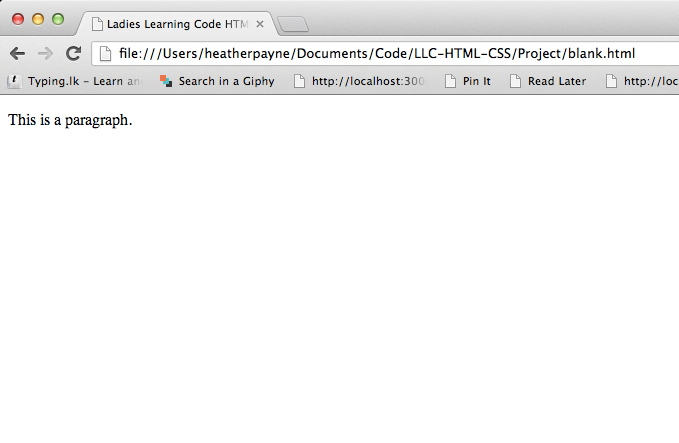 Ladies Learning Code HTM
file:///Users/heatherpayne/Documents/Code/LLC-HTML-CSS/Project/blank.html
t Typing.lk – Learn an Search in a Giphy http://localhost:300 Pin It Read Later http://loc
This is a paragraph.